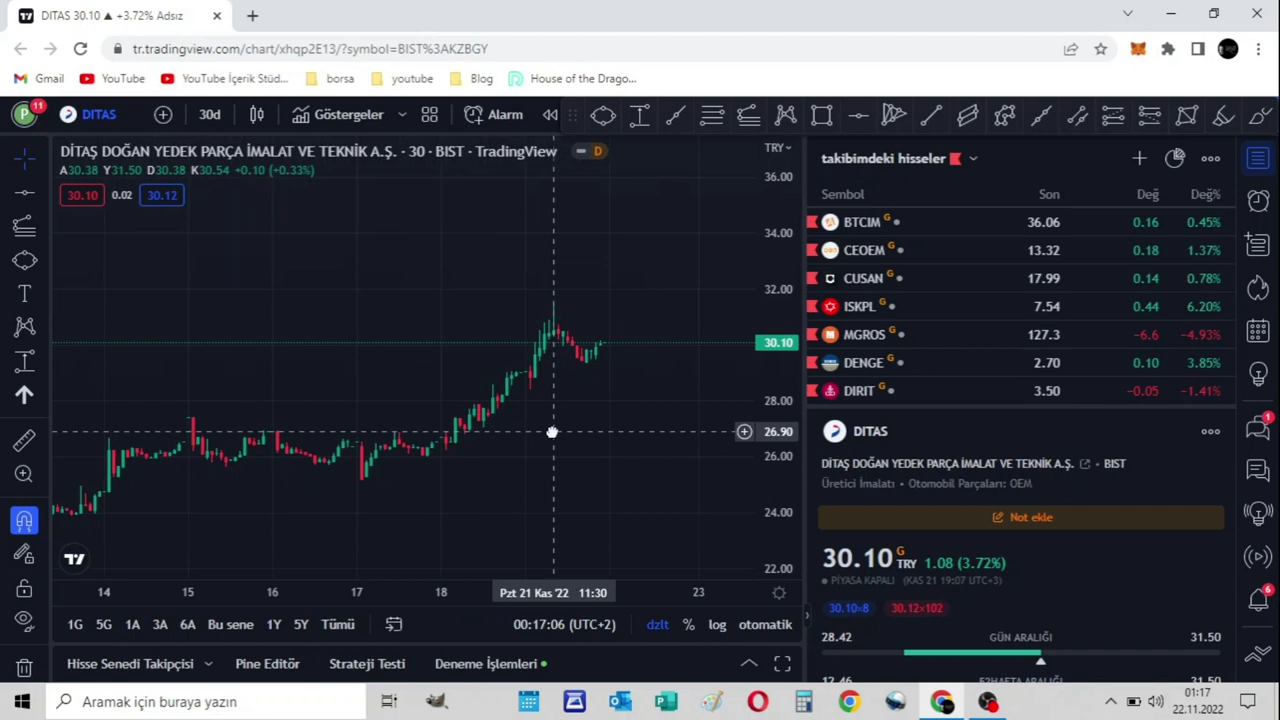 DITAS 30.10 ▲ +3.72% Adsız
tr.tradingview.com/chart/xhqp2E13/?symbol=BIST%3AKZBGY
Gmail YouTube YouTube İçerik Stüd... borsa youtube Blog House of the Drago...
P 11 DITAS 30d Göstergeler Alarm
DİTAŞ DOĞAN YEDEK PARÇA İMALAT VE TEKNİK A.Ş. · 30 · BIST · TradingView D
A30.38 Y31.50 D30.38 K30.54 +0.10 (+0.33%)
30.10 0.02 30.12
TRY
36.00
34.00
32.00
30.10
28.00
26.90
26.00
24.00
22.00
14 15 16 17 18 Pzt 21 Kas '22 11:30 23
1G 5G 1A 3A 6A Bu sene 1Y 5Y Tümü 00:17:06 (UTC+2) dzlt % log otomatik
Hisse Senedi Takipçisi Pine Editör Strateji Testi Deneme İşlemleri
takibimdeki hisseler
Sembol Son Değ Değ%
BTCIM G 36.06 0.16 0.45%
CEOEM G 13.32 0.18 1.37%
CUSAN G 17.99 0.14 0.78%
ISKPL G 7.54 0.44 6.20%
MGROS G 127.3 -6.6 -4.93%
DENGE G 2.70 0.10 3.85%
DIRIT G 3.50 -0.05 -1.41%
DITAS
DİTAŞ DOĞAN YEDEK PARÇA İMALAT VE TEKNİK A.Ş. • BIST
Üretici İmalatı • Otomobil Parçaları: OEM
Not ekle
30.10 G TRY 1.08 (3.72%)
PİYASA KAPALI (KAS 21 19:07 UTC+3)
30.10×8 30.12×102
28.42 GÜN ARALIĞI 31.50
12.46 52HAFTA ARALIĞI 31.50
1
6
Aramak için buraya yazın
01:17
22.11.2022